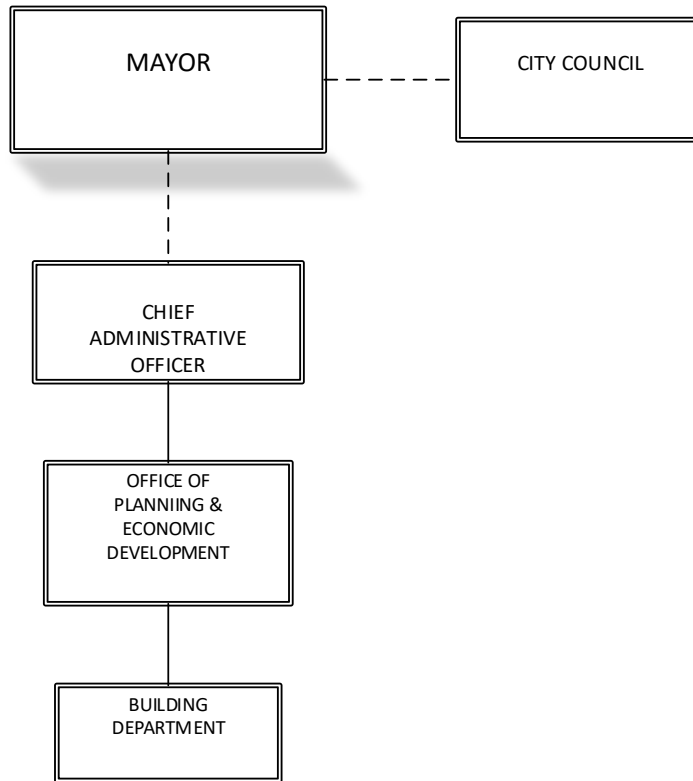 MAYOR
CITY COUNCIL
CHIEF
ADMINISTRATIVE
OFFICER
OFFICE OF
PLANNIING &
ECONOMIC
DEVELOPMENT
BUILDING
DEPARTMENT